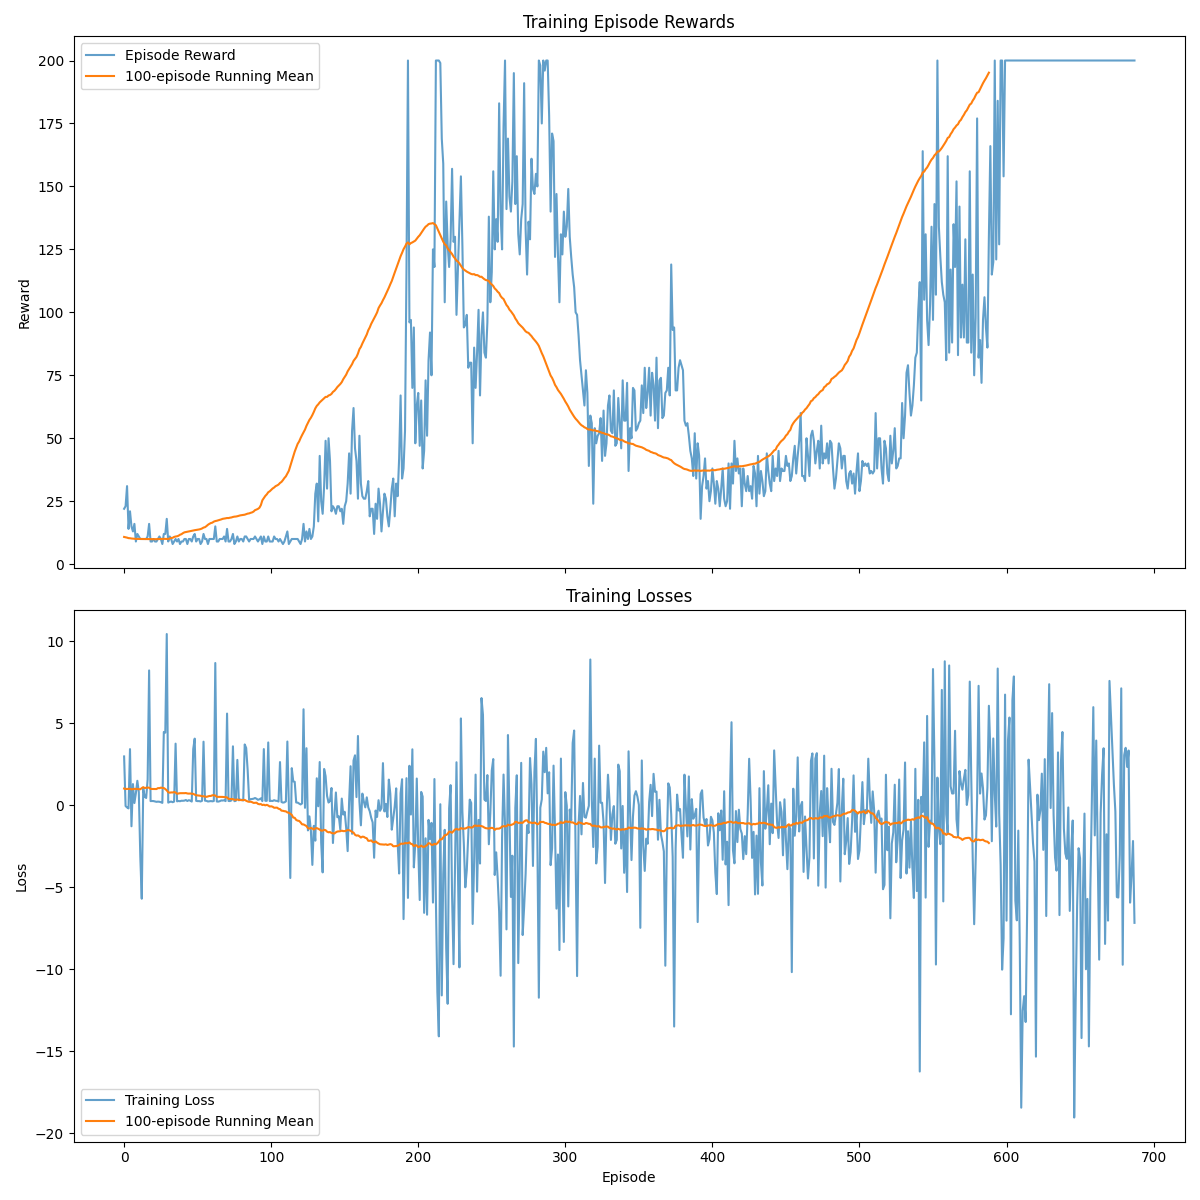 Training Episode Rewards
Episode Reward
100-episode Running Mean
200
175
150
125
100
75
50
25
0
Reward
Training Losses
10
5
0
−5
−10
−15
−20
Loss
Training Loss
100-episode Running Mean
0 100 200 300 400 500 600 700
Episode